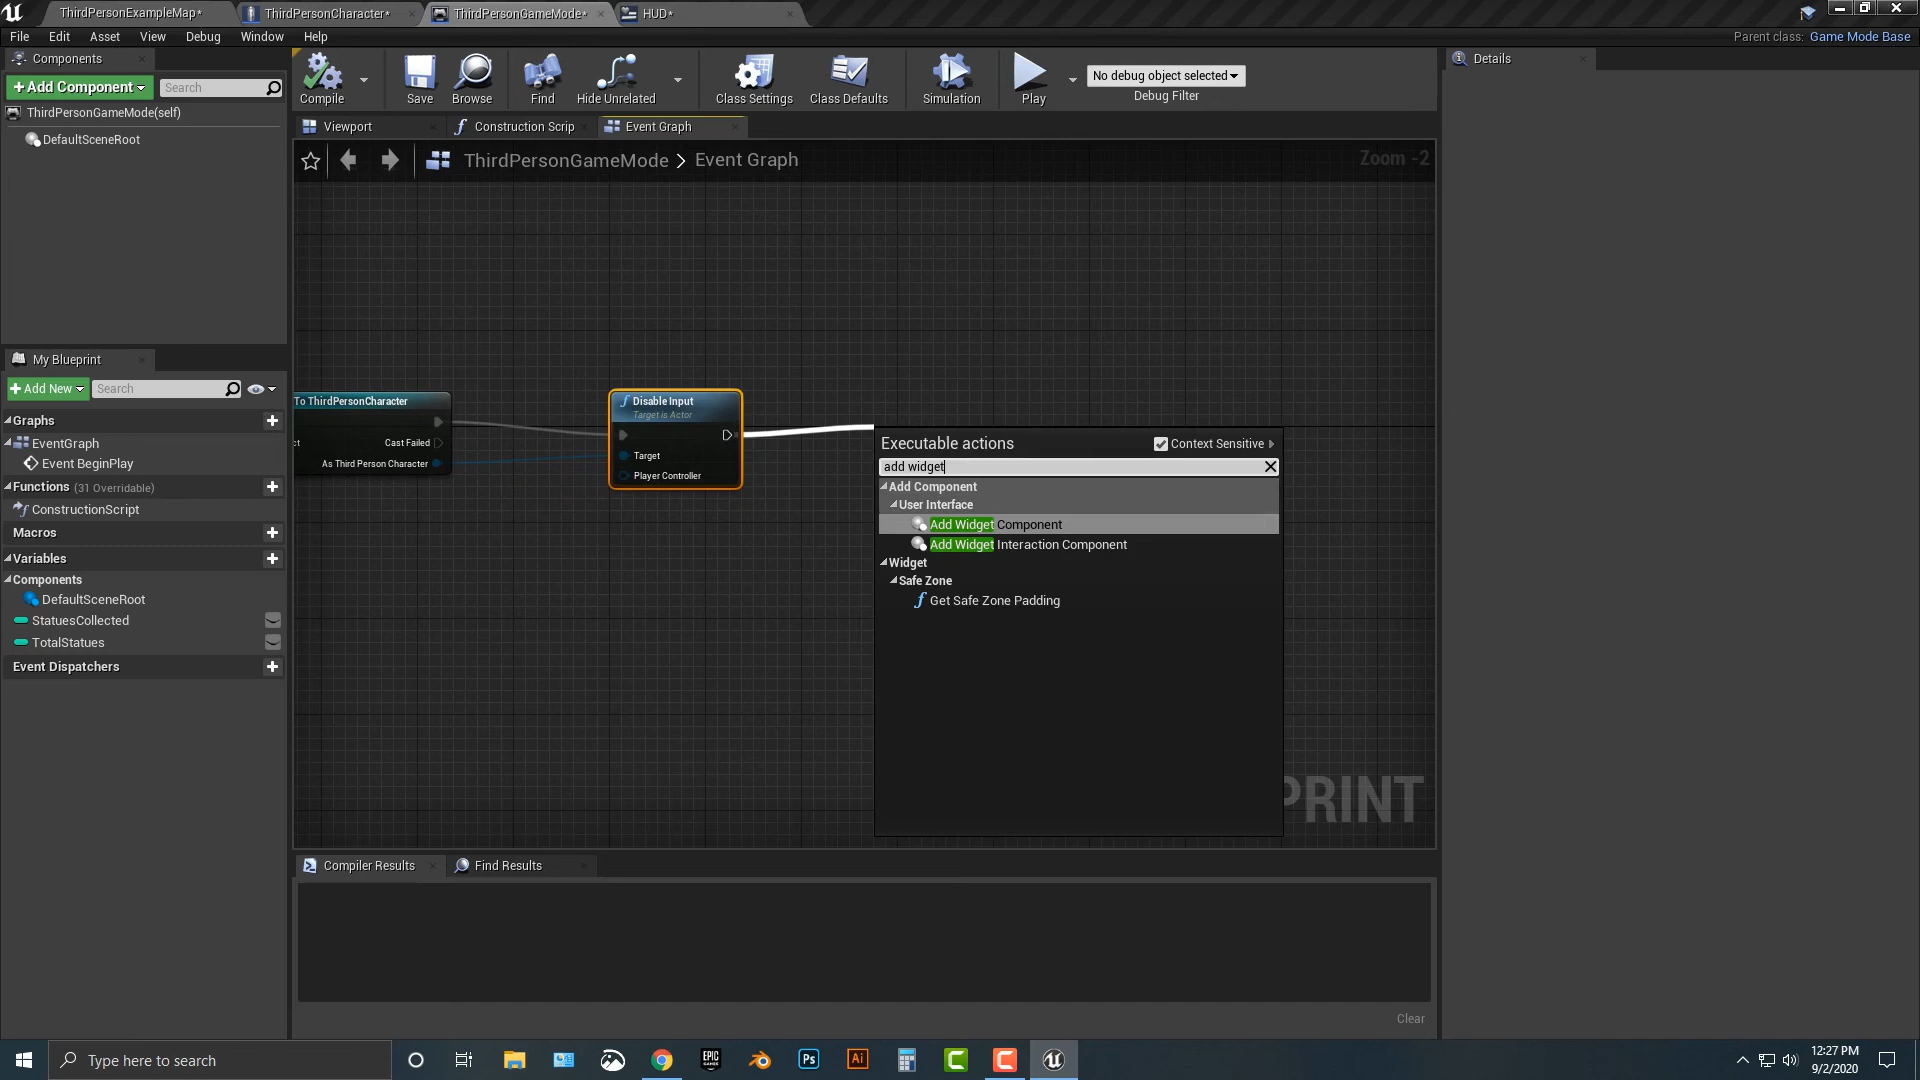 ThirdPersonExampleMap*
ThirdPersonCharacter*
ThirdPersonGameMode*
HUD*
File Edit Asset View Debug Window Help
Parent class: Game Mode Base
Components
+ Add Component
Search
ThirdPersonGameMode(self)
DefaultSceneRoot
Compile
Save
Browse
Find
Hide Unrelated
Class Settings
Class Defaults
Simulation
Play
No debug object selected
Debug Filter
Details
Viewport
Construction Scrip
Event Graph
ThirdPersonGameMode > Event Graph
Zoom -2
My Blueprint
+ Add New
Search
Graphs
EventGraph
Event BeginPlay
Functions (31 Overridable)
ConstructionScript
Macros
Variables
Components
DefaultSceneRoot
StatuesCollected
TotalStatues
Event Dispatchers
To ThirdPersonCharacter
ct
Cast Failed
As Third Person Character
Disable Input
Target is Actor
Target
Player Controller
Executable actions
Context Sensitive
add widget
Add Component
User Interface
Add Widget Component
Add Widget Interaction Component
Widget
Safe Zone
Get Safe Zone Padding
PRINT
Compiler Results
Find Results
Clear
Type here to search
EPIC GAMES
Ps
Ai
12:27 PM
9/2/2020